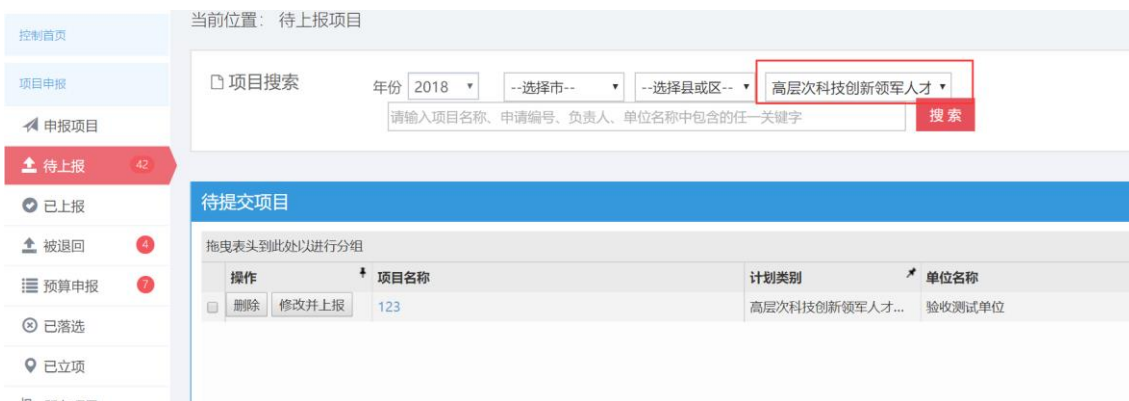 当前位置： 待上报项目
控制首页
项目申报
申报项目
待上报 42
已上报
被退回 4
预算申报 7
已落选
已立项
项目搜索
年份 2018 --选择市-- --选择县或区-- 高层次科技创新领军人才
请输入项目名称、申请编号、负责人、单位名称中包含的任一关键字 搜索
待提交项目
拖曳表头到此处以进行分组
操作 项目名称 计划类别 单位名称
删除 修改并上报 123 高层次科技创新领军人才... 验收测试单位